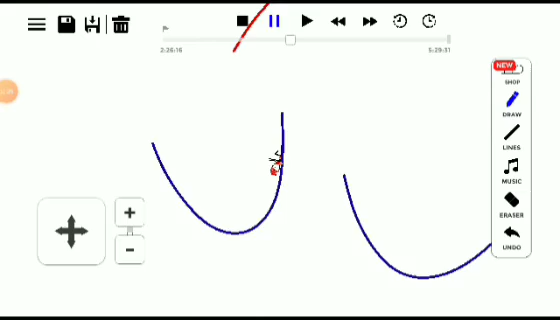 2:26:16
5:29:31
NEW
SHOP
DRAW
LINES
MUSIC
ERASER
UNDO